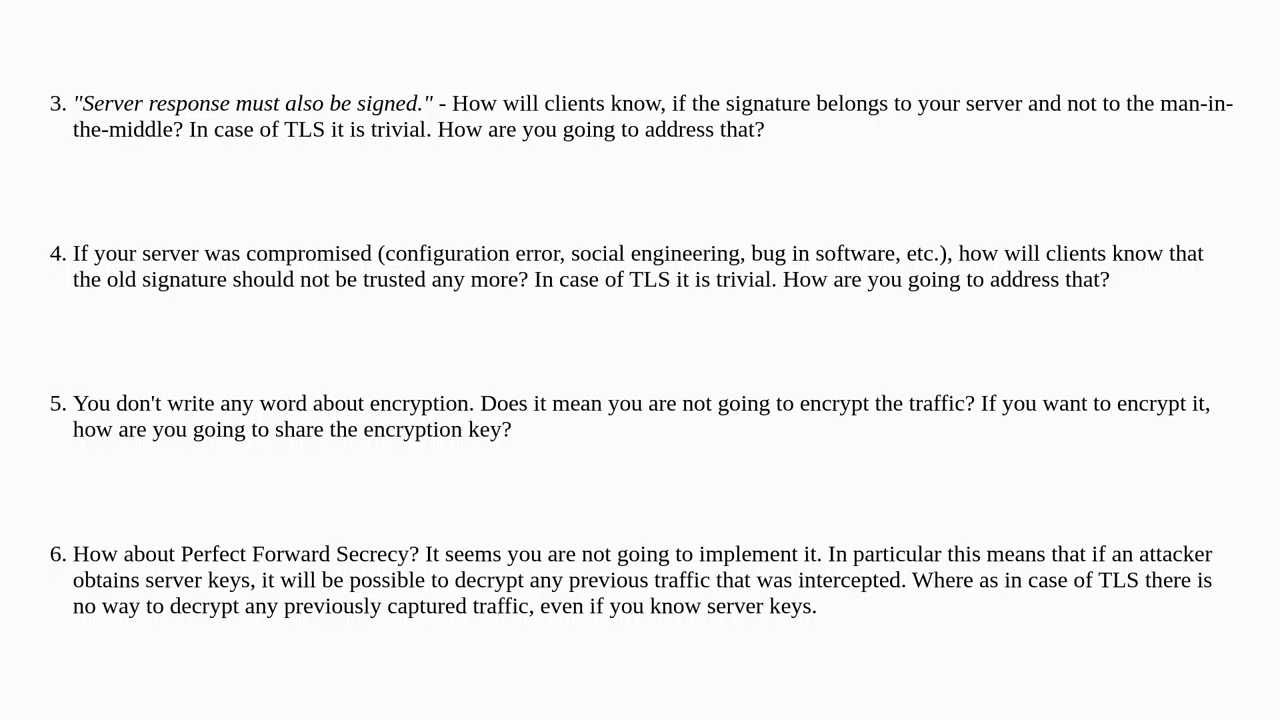 3. "Server response must also be signed." - How will clients know, if the signature belongs to your server and not to the man-in-
the-middle? In case of TLS it is trivial. How are you going to address that?
4. If your server was compromised (configuration error, social engineering, bug in software, etc.), how will clients know that
the old signature should not be trusted any more? In case of TLS it is trivial. How are you going to address that?
5. You don't write any word about encryption. Does it mean you are not going to encrypt the traffic? If you want to encrypt it,
how are you going to share the encryption key?
6. How about Perfect Forward Secrecy? It seems you are not going to implement it. In particular this means that if an attacker
obtains server keys, it will be possible to decrypt any previous traffic that was intercepted. Where as in case of TLS there is
no way to decrypt any previously captured traffic, even if you know server keys.